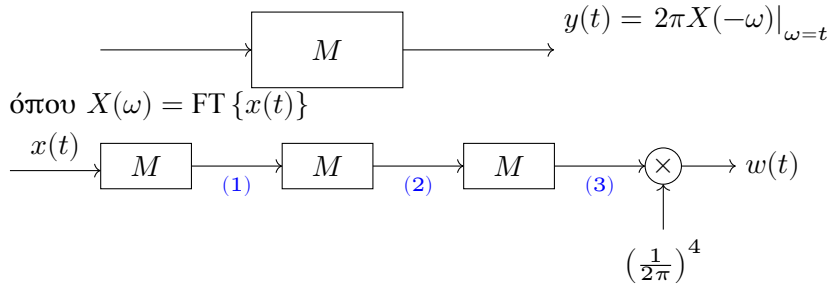 M
y(t) = 2πX(−ω)|_{ω=t}
όπου X(ω) = FT {x(t)}
x(t) M (1) M (2) M (3) × w(t)
(1/2π)^4